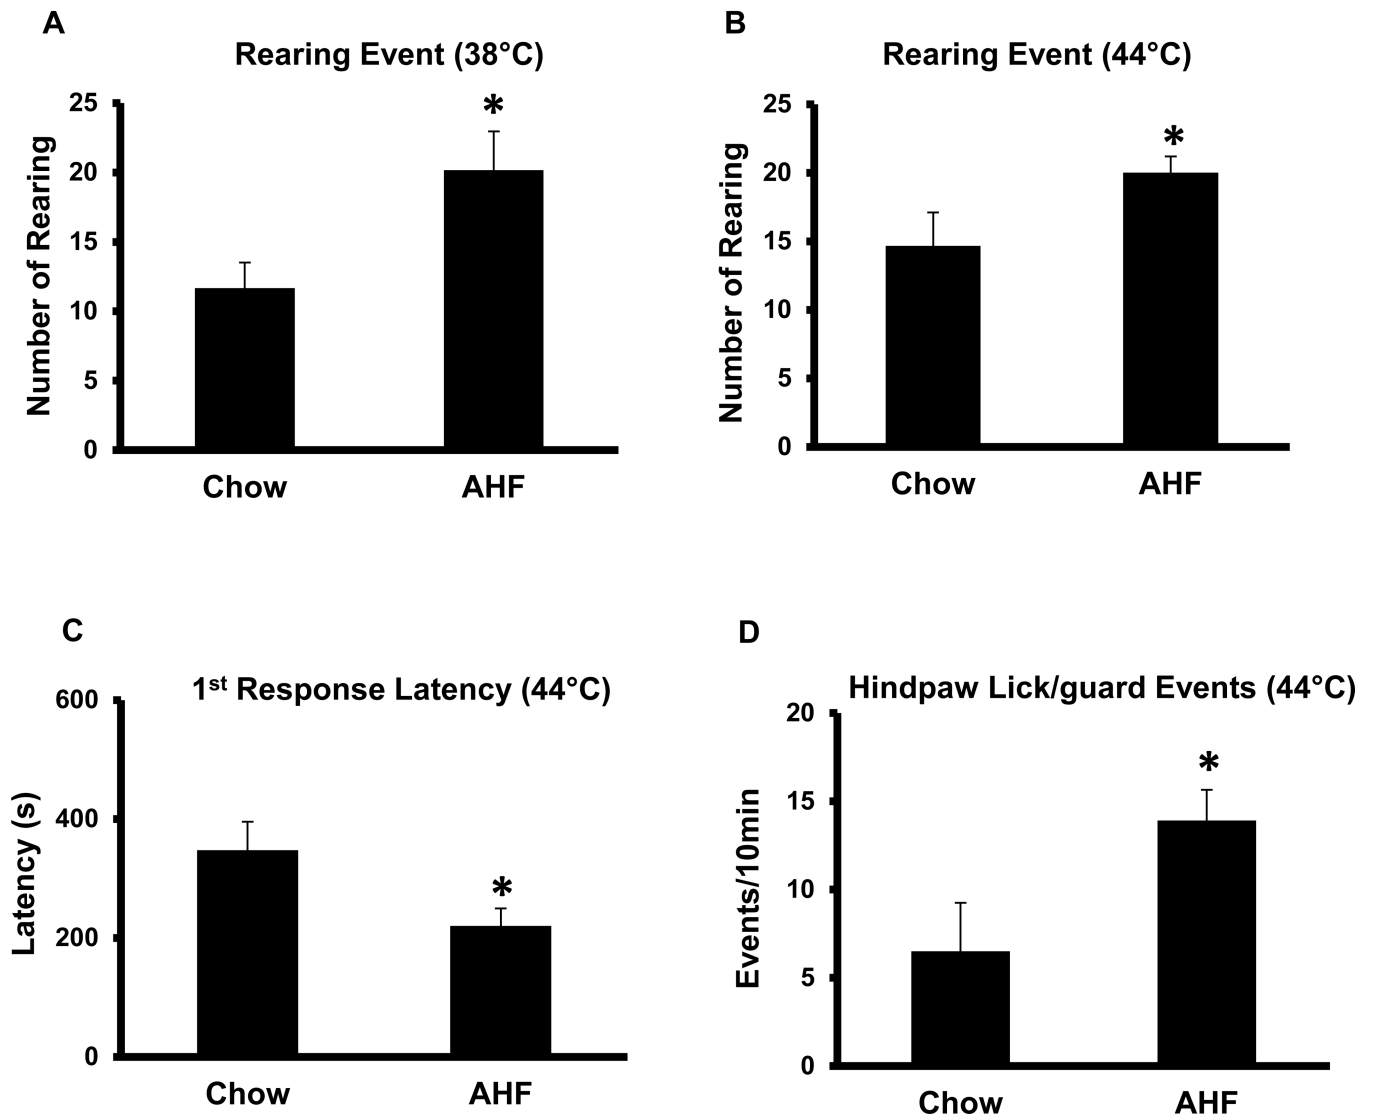 A
Rearing Event (38°C)
Number of Rearing
25
20
15
10
5
0
*
Chow
AHF
B
Rearing Event (44°C)
Number of Rearing
25
20
15
10
5
0
*
Chow
AHF
C
1st Response Latency (44°C)
Latency (s)
600
400
200
0
*
Chow
AHF
D
Hindpaw Lick/guard Events (44°C)
Events/10min
20
15
10
5
0
*
Chow
AHF